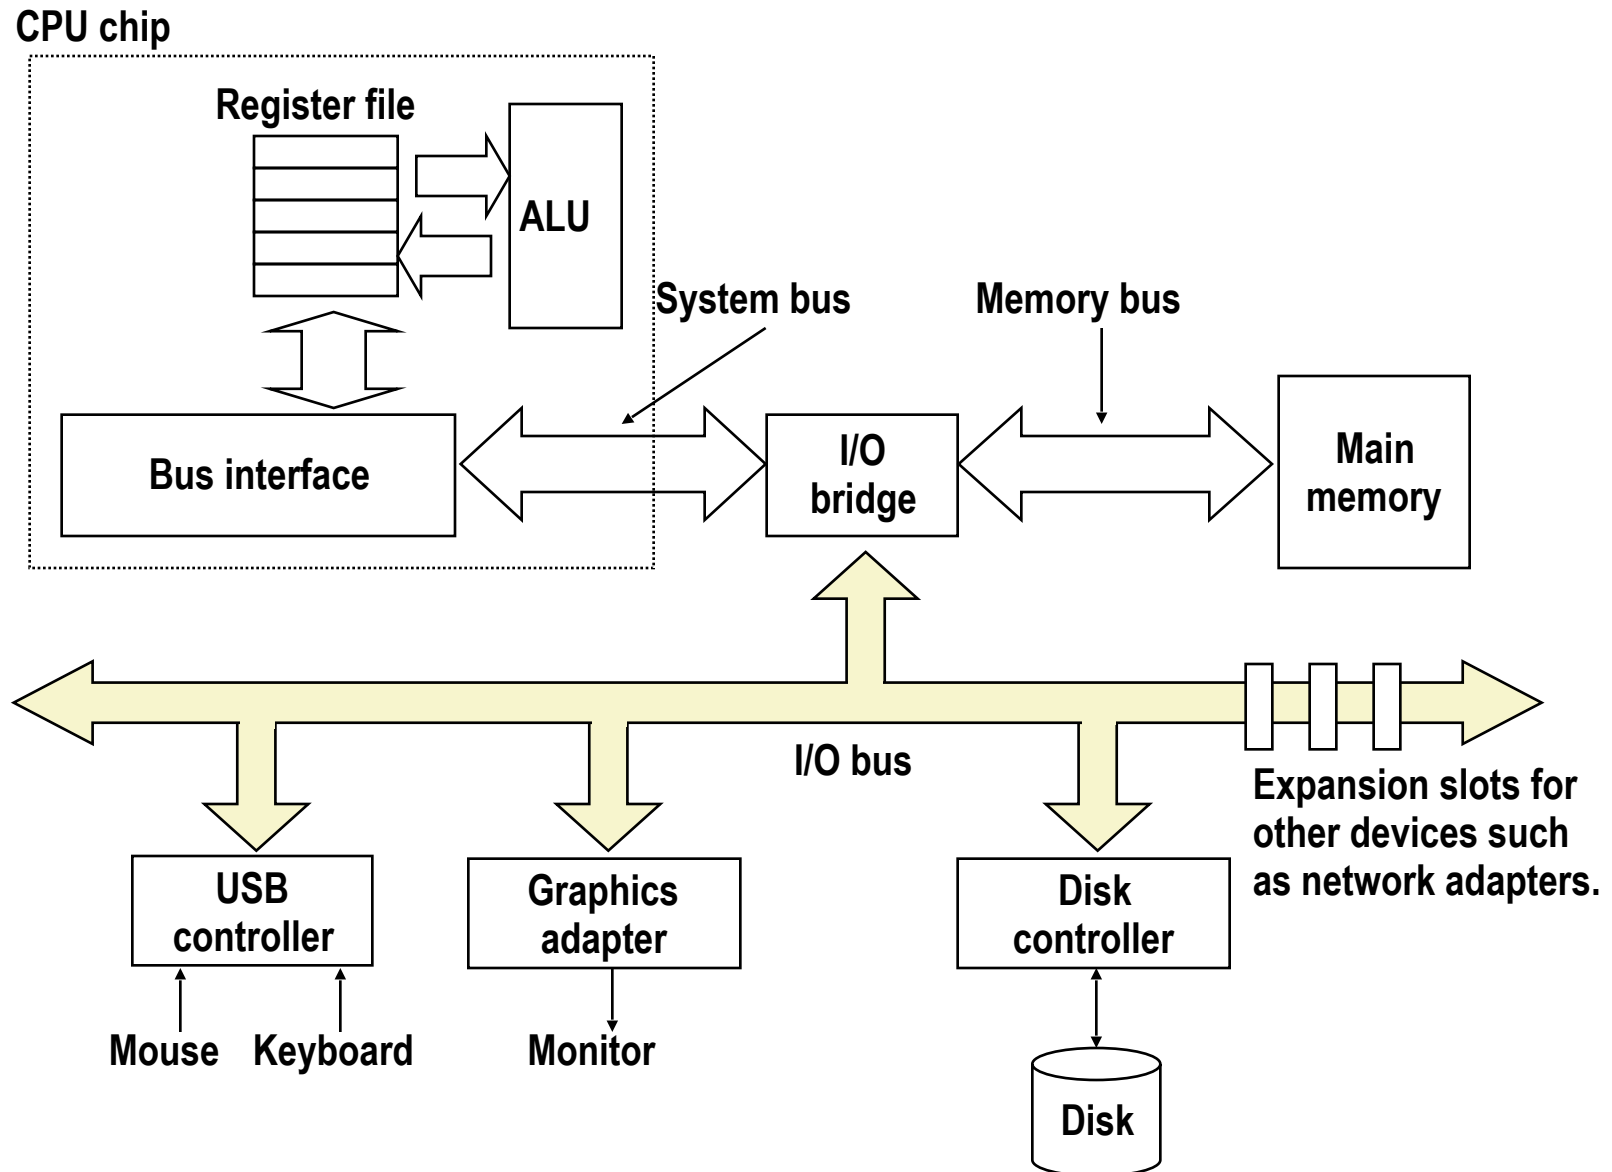 CPU chip
Register file
ALU
System bus
Memory bus
Bus interface
I/O
bridge
Main
memory
I/O bus
Expansion slots for
other devices such
as network adapters.
USB
controller
Graphics
adapter
Disk
controller
Mouse
Keyboard
Monitor
Disk